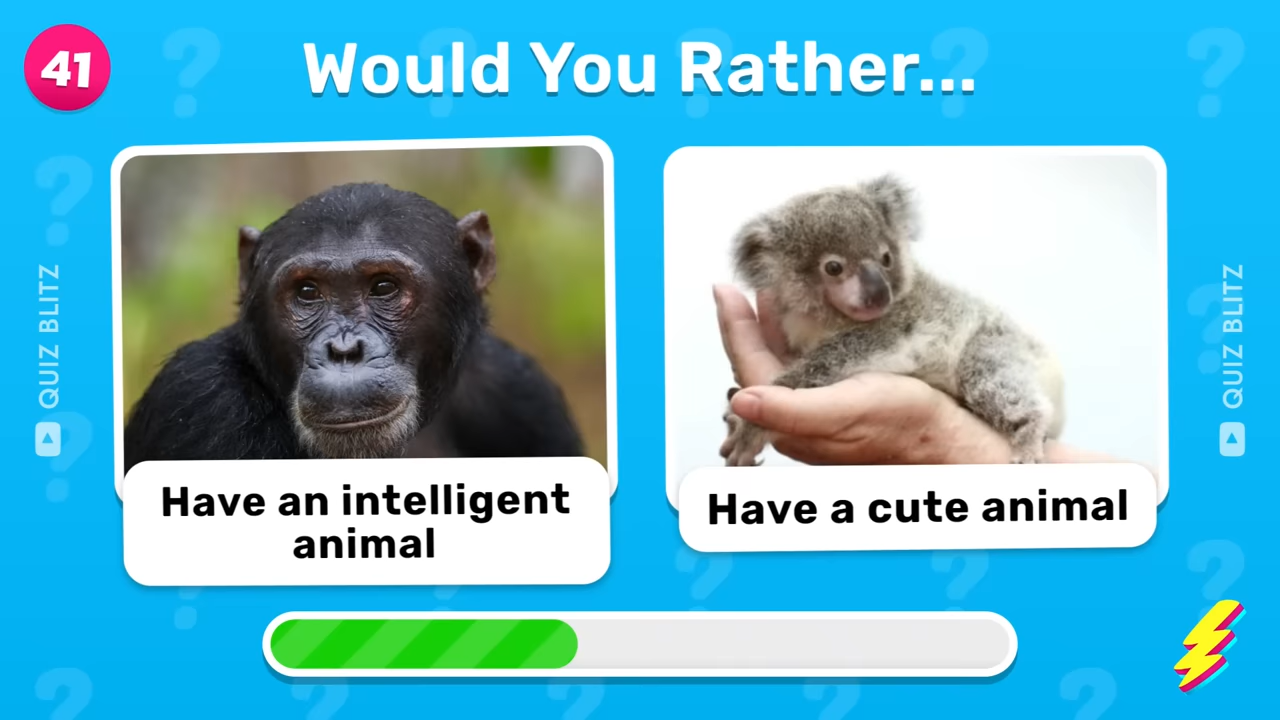 41
Would You Rather...
Have an intelligent
animal
Have a cute animal
QUIZ BLITZ
QUIZ BLITZ